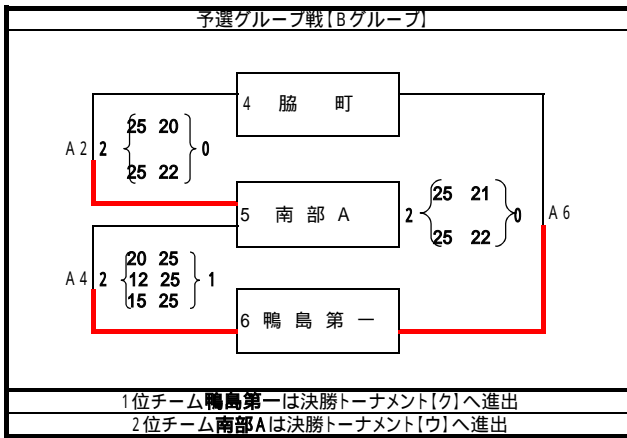 予選グループ戦【Bグループ】
4 脇 町
A2 2 25 20 0
25 22
5 南部A
2 25 21 0 A6
25 22
A4 2 20 25 1
12 25
15 25
6 鴨島第一
1位チーム鴨島第一は決勝トーナメント【ク】へ進出
2位チーム南部Aは決勝トーナメント【ウ】へ進出